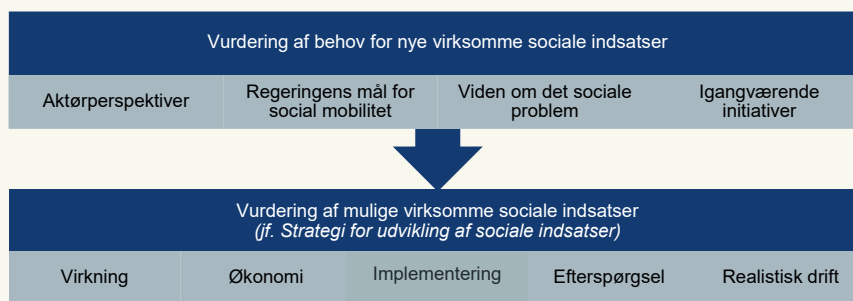 Vurdering af behov for nye virksomme sociale indsatser
Aktørperspektiver
Regeringens mål for
social mobilitet
Viden om det sociale
problem
Igangværende
initiativer
Vurdering af mulige virksomme sociale indsatser
(jf. Strategi for udvikling af sociale indsatser)
Virkning
Økonomi
Implementering
Efterspørgsel
Realistisk drift